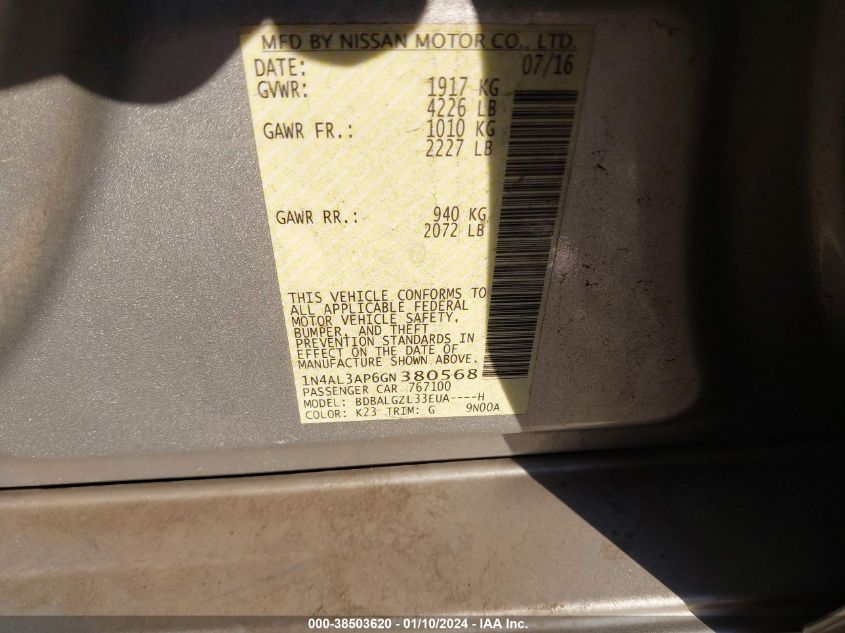 MFD BY NISSAN MOTOR CO., LTD.
DATE: 07/16
GVWR: 1917 KG
4226 LB
GAWR FR.: 1010 KG
2227 LB
GAWR RR.: 940 KG
2072 LB
THIS VEHICLE CONFORMS TO
ALL APPLICABLE FEDERAL
MOTOR VEHICLE SAFETY,
BUMPER, AND THEFT
PREVENTION STANDARDS IN
EFFECT ON THE DATE OF
MANUFACTURE SHOWN ABOVE.
1N4AL3AP6GN380568
PASSENGER CAR 767100
MODEL: BDBALGZL33EUA----H
COLOR: K23 TRIM: G 9N00A
000-38503620 - 01/10/2024 - IAA Inc.